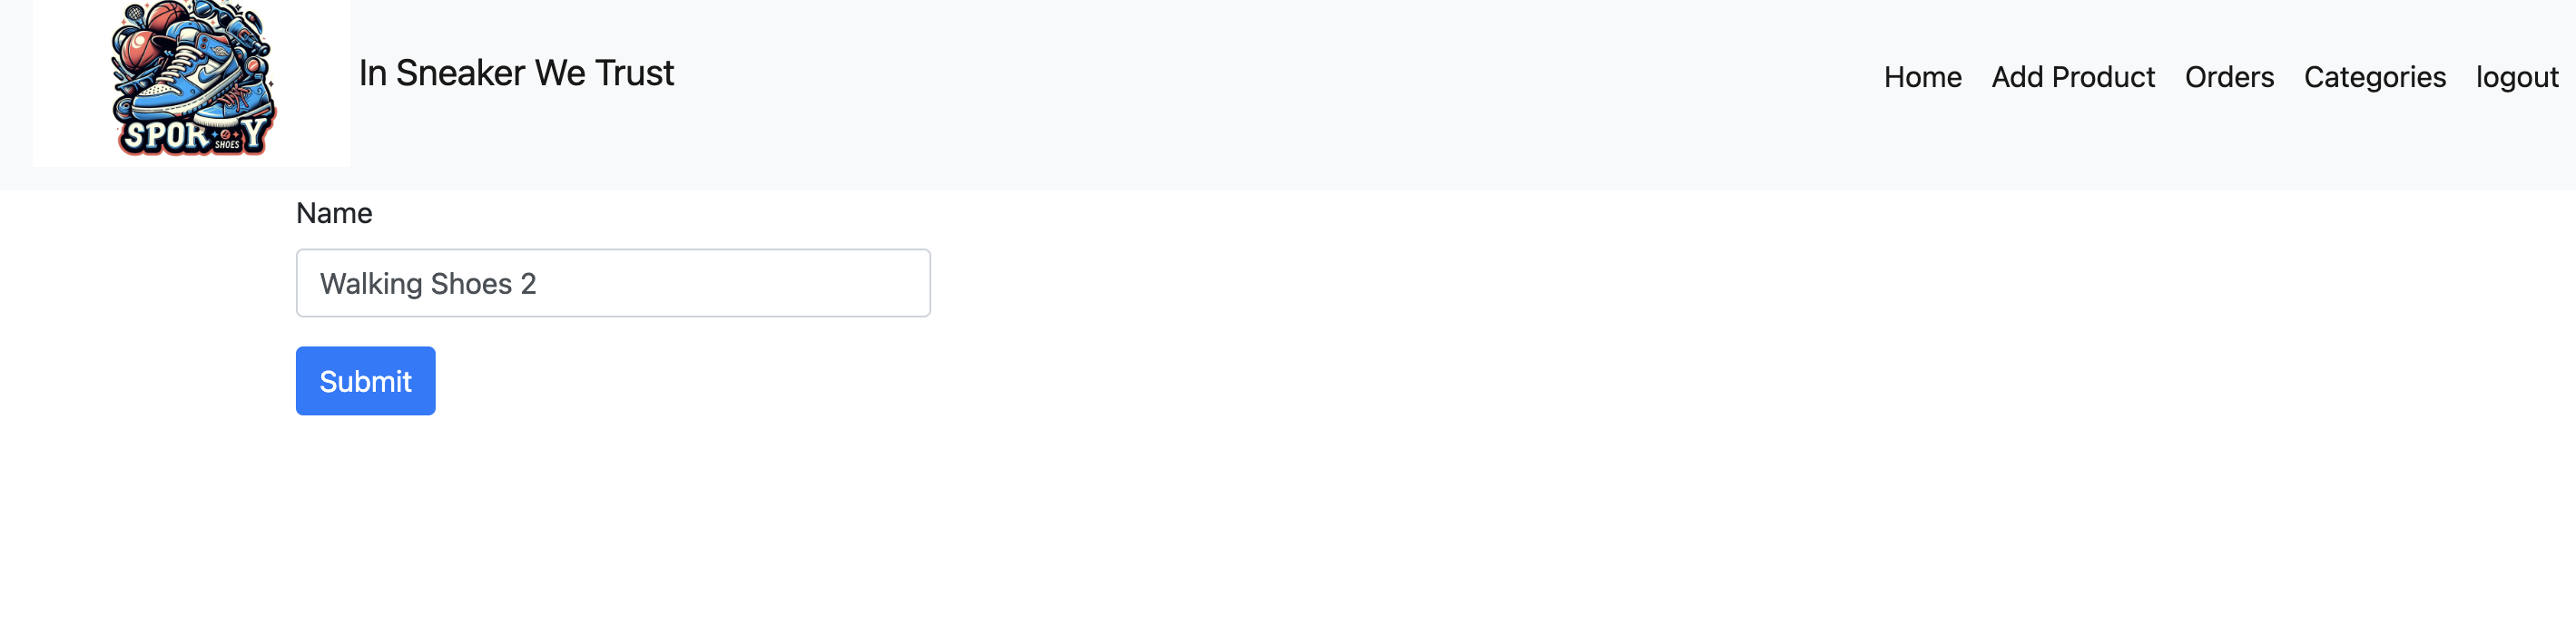 SPOR Y
SHOES
In Sneaker We Trust
Home Add Product Orders Categories logout
Name
Walking Shoes 2
Submit